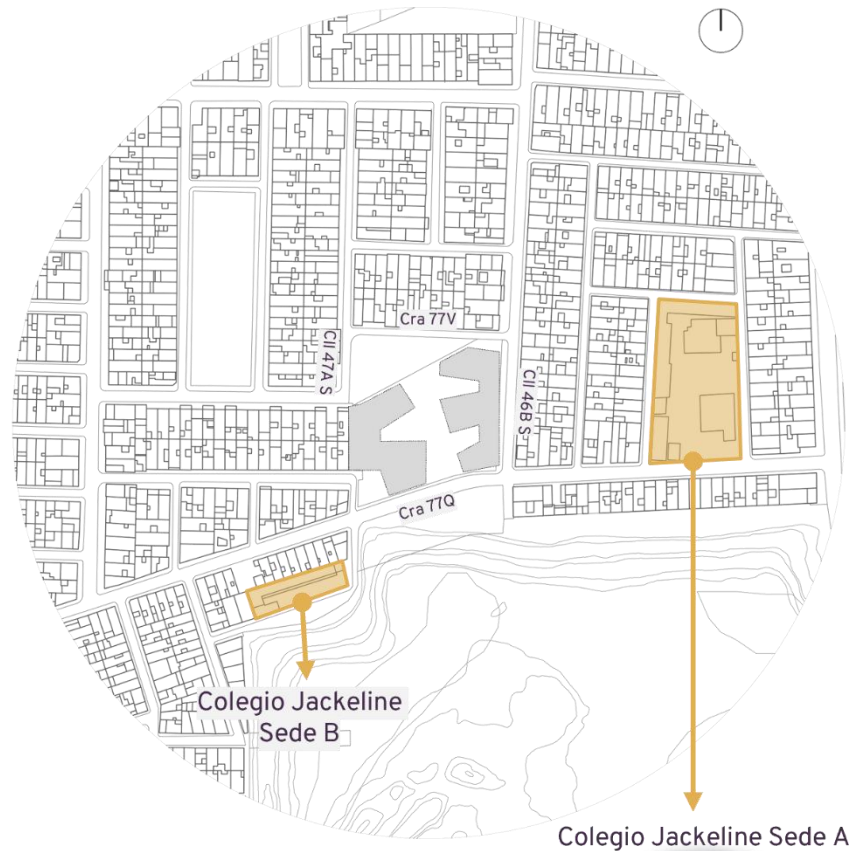 Cra 77V
Cll 47A S
Cll 46B S
Cra 77Q
Colegio Jackeline
Sede B
Colegio Jackeline Sede A